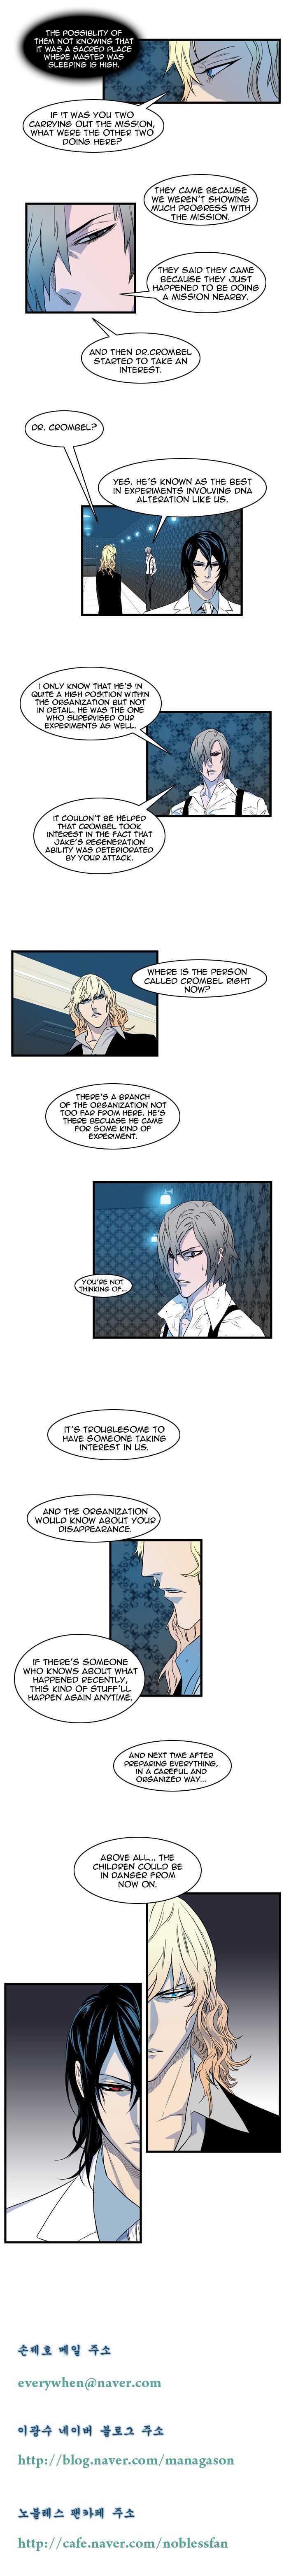 THE POSSIBLITY OF
THEM NOT KNOWING THAT
IT WAS A SACRED PLACE
WHERE MASTER WAS
SLEEPING IS HIGH.
IF IT WAS YOU TWO
CARRYING OUT THE MISSION,
WHAT WERE THE OTHER TWO
DOING HERE?
THEY CAME BECAUSE
WE WEREN'T SHOWING
MUCH PROGRESS WITH
THE MISSION.
THEY SAID THEY CAME
BECAUSE THEY JUST
HAPPENED TO BE DOING
A MISSION NEARBY.
AND THEN DR.CROMBEL
STARTED TO TAKE AN
INTEREST.
DR. CROMBEL?
YES. HE'S KNOWN AS THE BEST
IN EXPERIMENTS INVOLVING DNA
ALTERATION LIKE US.
I ONLY KNOW THAT HE'S IN
QUITE A HIGH POSITION WITHIN
THE ORGANIZATION BUT NOT
IN DETAIL. HE WAS THE ONE
WHO SUPERVISED OUR
EXPERIMENTS AS WELL.
IT COULDN'T BE HELPED
THAT CROMBEL TOOK
INTEREST IN THE FACT THAT
JAKE'S REGENERATION
ABILITY WAS DETERIORATED
BY YOUR ATTACK.
WHERE IS THE PERSON
CALLED CROMBEL RIGHT
NOW?
THERE'S A BRANCH
OF THE ORGANIZATION NOT
TOO FAR FROM HERE. HE'S
THERE BECUASE HE CAME
FOR SOME KIND OF
EXPERIMENT.
YOU'RE NOT
THINKING OF...
IT'S TROUBLESOME TO
HAVE SOMEONE TAKING
INTEREST IN US.
AND THE ORGANIZATION
WOULD KNOW ABOUT YOUR
DISAPPEARANCE.
IF THERE'S SOMEONE
WHO KNOWS ABOUT WHAT
HAPPENED RECENTLY,
THIS KIND OF STUFF'LL
HAPPEN AGAIN ANYTIME.
AND NEXT TIME AFTER
PREPARING EVERYTHING,
IN A CAREFUL AND
ORGANIZED WAY...
ABOVE ALL... THE
CHILDREN COULD BE
IN DANGER FROM
NOW ON.
손제호 메일 주소
everywhen@naver.com
이광수 네이버 블로그 주소
http://blog.naver.com/managason
노블레스 팬카페 주소
http://cafe.naver.com/noblessfan